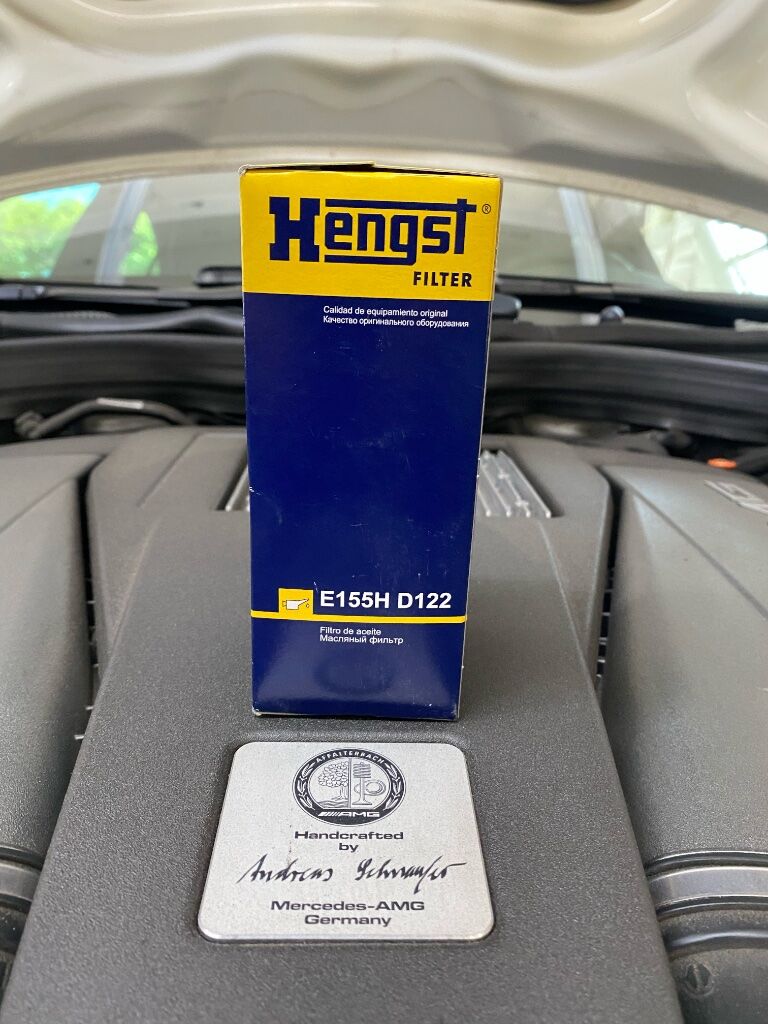 Hengst®
FILTER
Calidad de equipamiento original
Качество оригинального оборудования
E155H D122
Filtro de aceite
Масляный фильтр
AFFALTERBACH
AMG
Handcrafted
by
Andreas Schnaufer
Mercedes-AMG
Germany